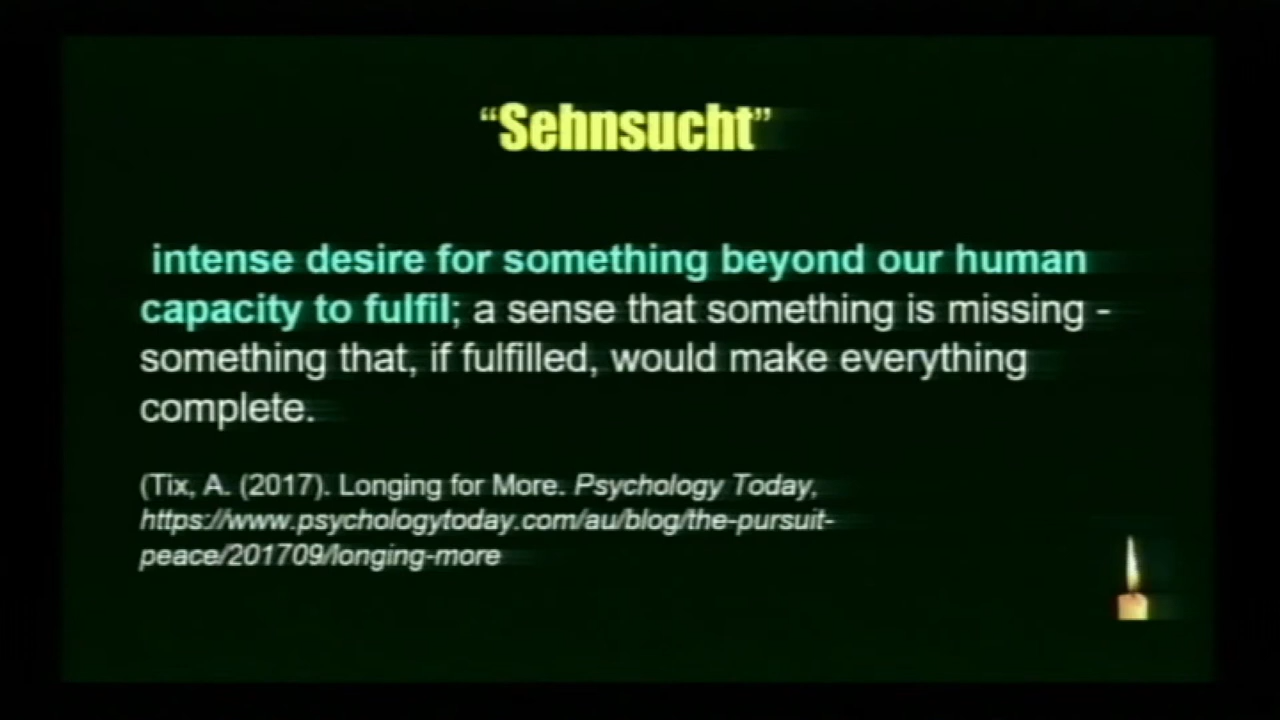 “Sehnsucht”
intense desire for something beyond our human
capacity to fulfil; a sense that something is missing -
something that, if fulfilled, would make everything
complete.
(Tix, A. (2017). Longing for More. Psychology Today,
https://www.psychologytoday.com/au/blog/the-pursuit-
peace/201709/longing-more